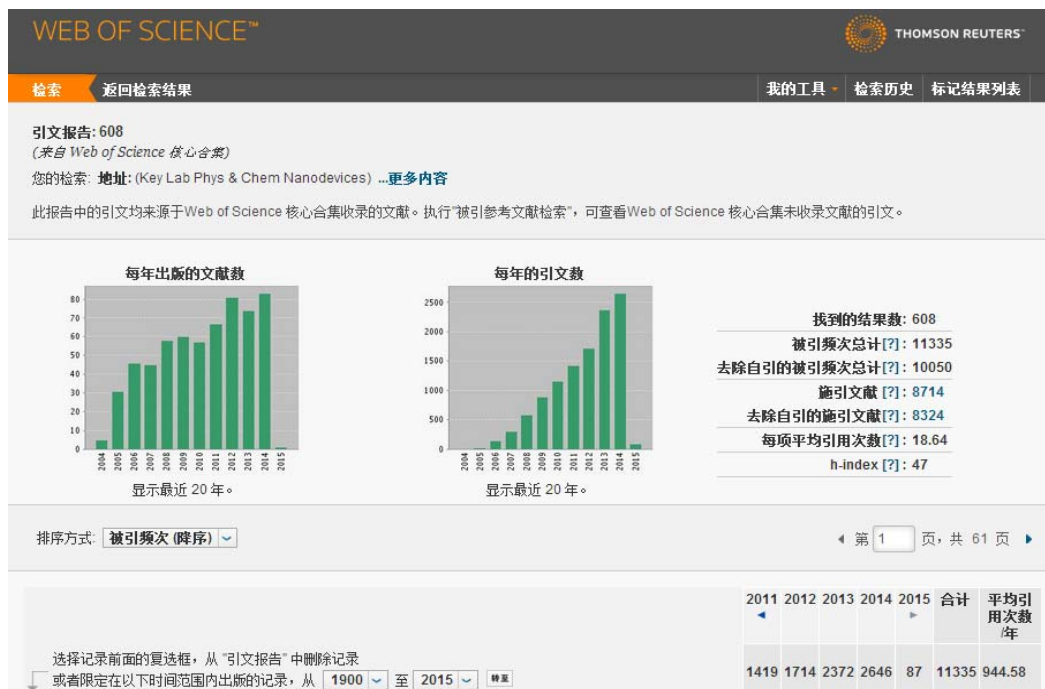 WEB OF SCIENCE™
THOMSON REUTERS™
检索 返回检索结果 我的工具 检索历史 标记结果列表
引文报告: 608
(来自 Web of Science 核心合集)
您的检索: 地址: (Key Lab Phys & Chem Nanodevices) ...更多内容
此报告中的引文均来源于Web of Science 核心合集收录的文献。执行"被引参考文献检索"，可查看Web of Science 核心合集未收录文献的引文。
每年出版的文献数
80
70
60
50
40
30
20
10
0
2004 2005 2006 2007 2008 2009 2010 2011 2012 2013 2014 2015
显示最近 20 年。
每年的引文数
2500
2000
1500
1000
500
0
2004 2005 2006 2007 2008 2009 2010 2011 2012 2013 2014 2015
显示最近 20 年。
找到的结果数: 608
被引频次总计[?]: 11335
去除自引的被引频次总计[?]: 10050
施引文献 [?]: 8714
去除自引的施引文献[?]: 8324
每项平均引用次数[?]: 18.64
h-index [?]: 47
排序方式: 被引频次 (降序)
第 1 页，共 61 页
2011 2012 2013 2014 2015 合计 平均引
用次数
/年
选择记录前面的复选框，从 "引文报告" 中删除记录
或者限定在以下时间范围内出版的记录，从 1900 至 2015 转至
1419 1714 2372 2646 87 11335 944.58